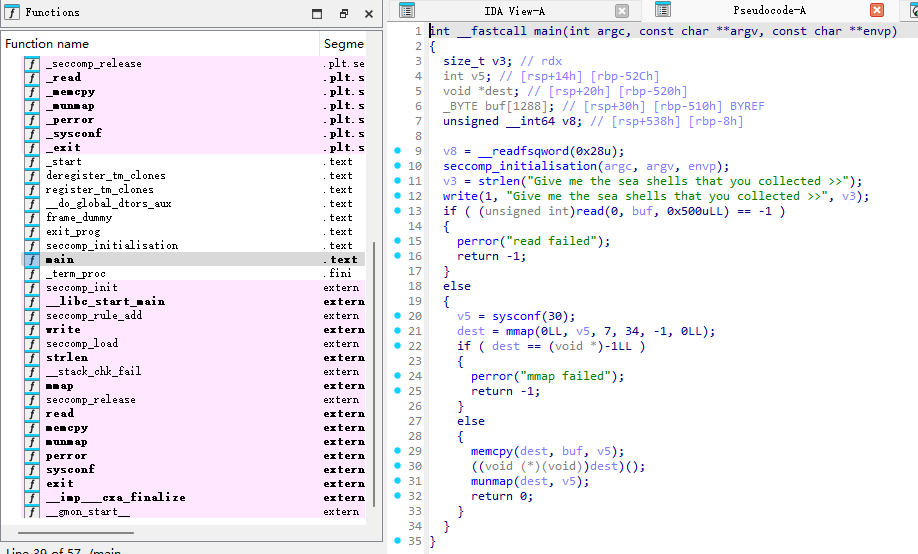 Functions
Function name Segme
_seccomp_release .plt.se
_read .plt.s
_memcpy .plt.s
_munmap .plt.s
_perror .plt.s
_sysconf .plt.s
_exit .plt.s
_start .text
deregister_tm_clones .text
register_tm_clones .text
__do_global_dtors_aux .text
frame_dummy .text
exit_prog .text
seccomp_initialisation .text
main .text
_term_proc .fini
seccomp_init extern
__libc_start_main extern
seccomp_rule_add extern
write extern
seccomp_load extern
strlen extern
__stack_chk_fail extern
mmap extern
seccomp_release extern
read extern
memcpy extern
munmap extern
perror extern
sysconf extern
exit extern
__imp___cxa_finalize extern
__gmon_start__ extern
Line 39 of 57, /main
IDA View-A Pseudocode-A
1 int __fastcall main(int argc, const char **argv, const char **envp)
2 {
3 size_t v3; // rdx
4 int v5; // [rsp+14h] [rbp-52Ch]
5 void *dest; // [rsp+20h] [rbp-520h]
6 _BYTE buf[1288]; // [rsp+30h] [rbp-510h] BYREF
7 unsigned __int64 v8; // [rsp+538h] [rbp-8h]
8
9 v8 = __readfsqword(0x28u);
10 seccomp_initialisation(argc, argv, envp);
11 v3 = strlen("Give me the sea shells that you collected >>");
12 write(1, "Give me the sea shells that you collected >>", v3);
13 if ( (unsigned int)read(0, buf, 0x500uLL) == -1 )
14 {
15 perror("read failed");
16 return -1;
17 }
18 else
19 {
20 v5 = sysconf(30);
21 dest = mmap(0LL, v5, 7, 34, -1, 0LL);
22 if ( dest == (void *)-1LL )
23 {
24 perror("mmap failed");
25 return -1;
26 }
27 else
28 {
29 memcpy(dest, buf, v5);
30 ((void (*)(void))dest)();
31 munmap(dest, v5);
32 return 0;
33 }
34 }
35 }